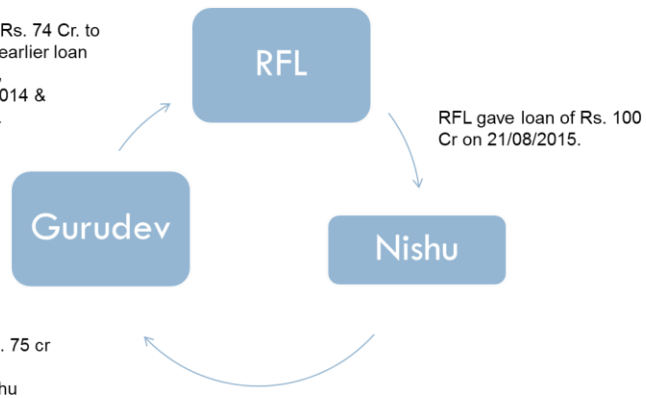 Rs. 74 Cr. to
earlier loan
014 &
RFL
RFL gave loan of Rs. 100
Cr on 21/08/2015.
Gurudev
Nishu
. 75 cr
hu